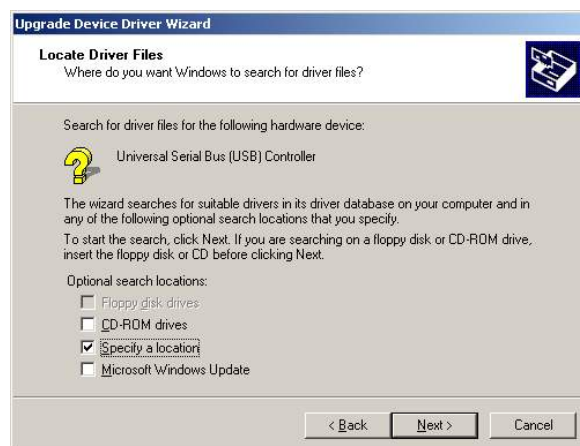 Upgrade Device Driver Wizard
Locate Driver Files
Where do you want Windows to search for driver files?
Search for driver files for the following hardware device:
Universal Serial Bus (USB) Controller
The wizard searches for suitable drivers in its driver database on your computer and in
any of the following optional search locations that you specify.
To start the search, click Next. If you are searching on a floppy disk or CD-ROM drive,
insert the floppy disk or CD before clicking Next.
Optional search locations:
Floppy disk drives
CD-ROM drives
Specify a location
Microsoft Windows Update
< Back Next > Cancel